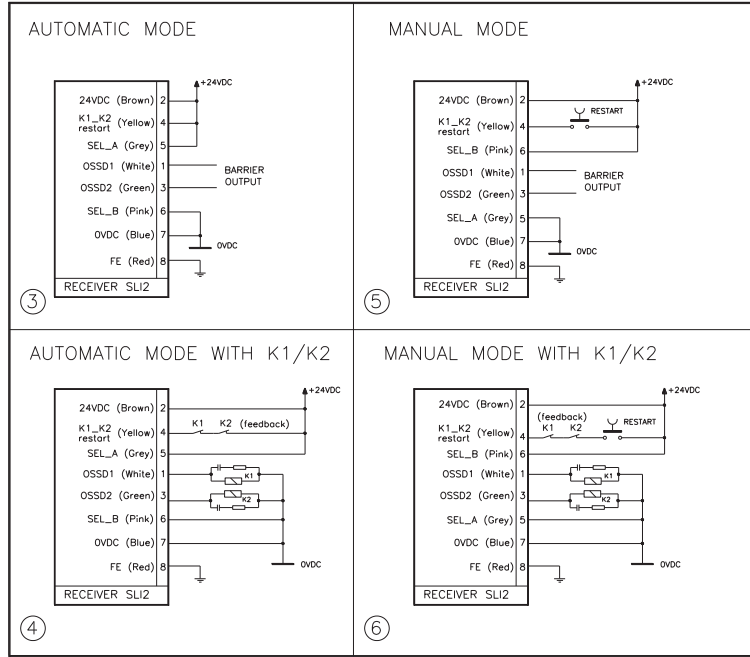 AUTOMATIC MODE
+24VDC
24VDC (Brown) 2
K1_K2 restart (Yellow) 4
SEL_A (Grey) 5
OSSD1 (White) 1
BARRIER OUTPUT
OSSD2 (Green) 3
SEL_B (Pink) 6
0VDC (Blue) 7
0VDC
FE (Red) 8
RECEIVER SLI2
3
MANUAL MODE
+24VDC
24VDC (Brown) 2
RESTART
K1_K2 restart (Yellow) 4
SEL_B (Pink) 6
OSSD1 (White) 1
BARRIER OUTPUT
OSSD2 (Green) 3
SEL_A (Grey) 5
0VDC (Blue) 7
0VDC
FE (Red) 8
RECEIVER SLI2
5
AUTOMATIC MODE WITH K1/K2
+24VDC
24VDC (Brown) 2
K1 K2 (feedback)
K1_K2 restart (Yellow) 4
SEL_A (Grey) 5
OSSD1 (White) 1
K1
OSSD2 (Green) 3
K2
SEL_B (Pink) 6
0VDC (Blue) 7
0VDC
FE (Red) 8
RECEIVER SLI2
4
MANUAL MODE WITH K1/K2
+24VDC
24VDC (Brown) 2
(feedback)
K1 K2 RESTART
K1_K2 restart (Yellow) 4
SEL_B (Pink) 6
OSSD1 (White) 1
K1
OSSD2 (Green) 3
K2
SEL_A (Grey) 5
0VDC (Blue) 7
0VDC
FE (Red) 8
RECEIVER SLI2
6